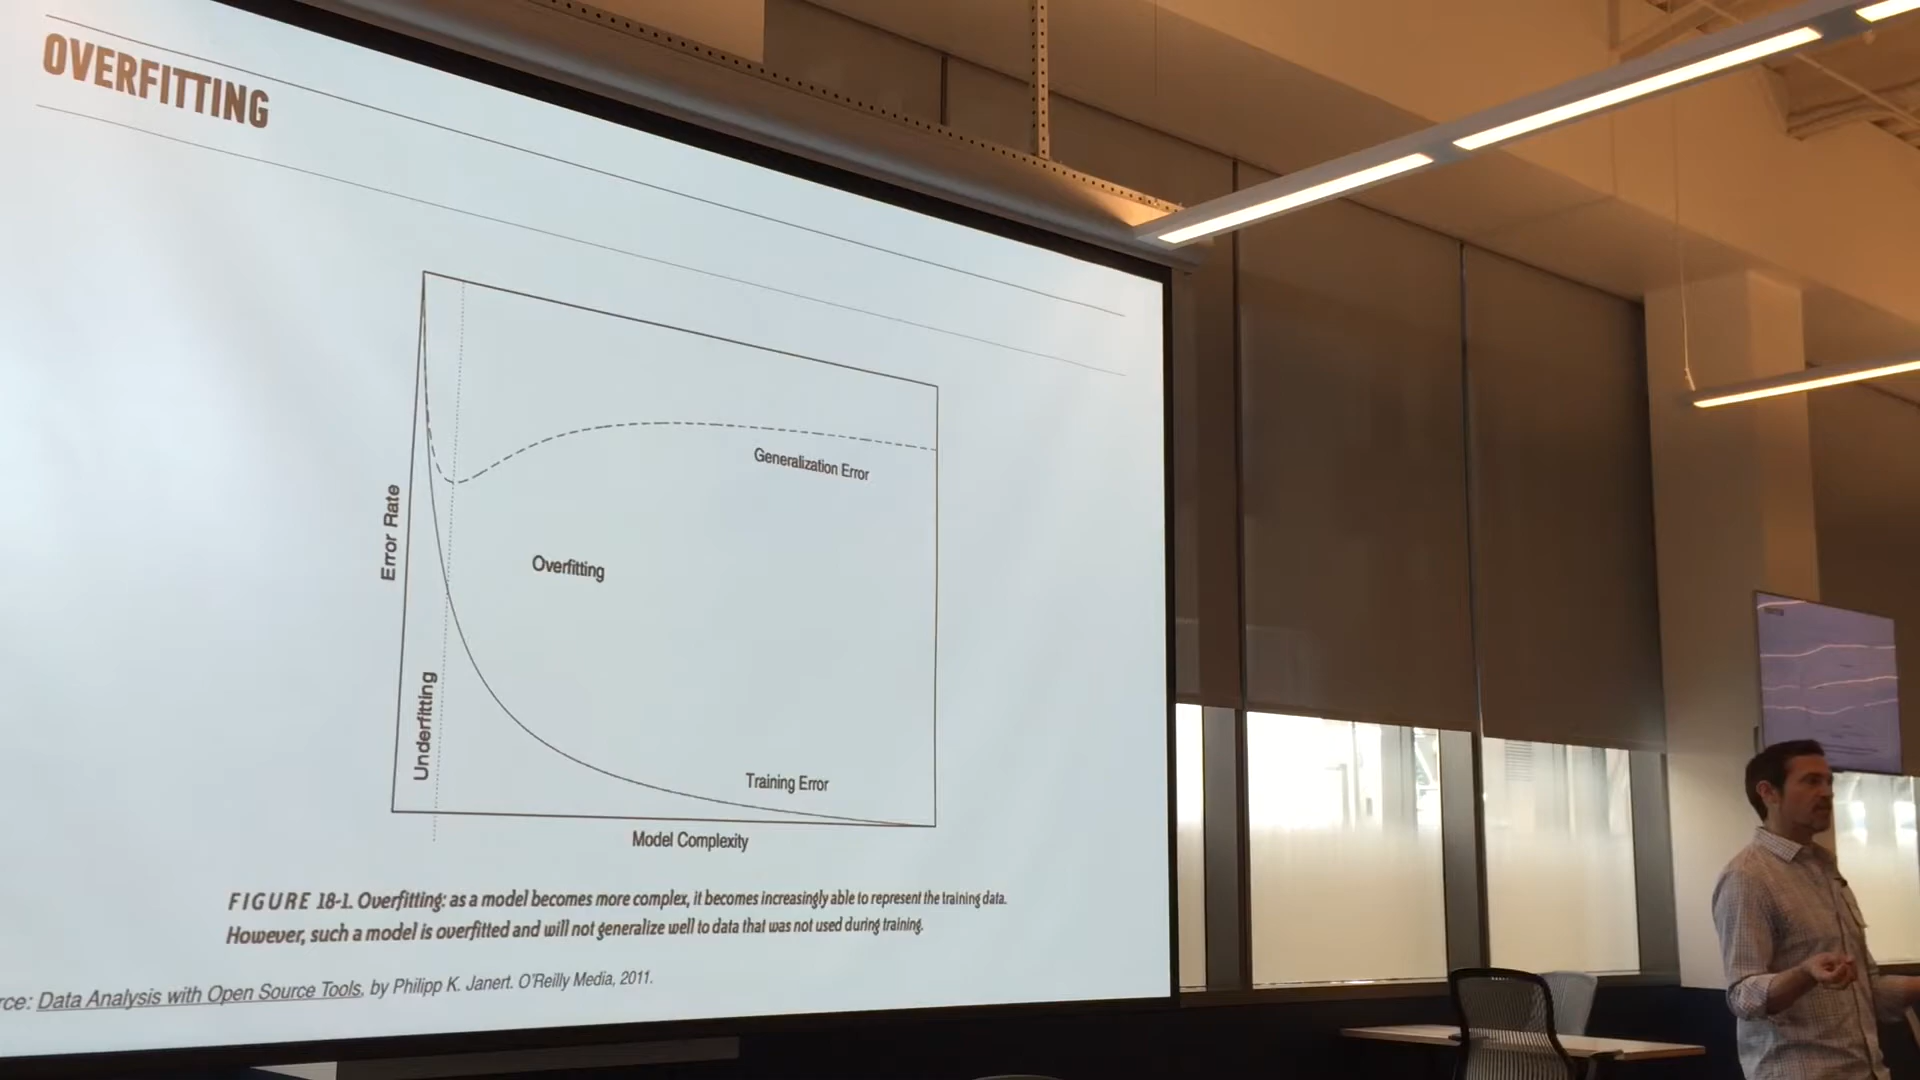 OVERFITTING
Generalization Error
Error Rate
Overfitting
Underfitting
Training Error
Model Complexity
FIGURE 18-1. Overfitting: as a model becomes more complex, it becomes increasingly able to represent the training data.
However, such a model is overfitted and will not generalize well to data that was not used during training.
rce: Data Analysis with Open Source Tools, by Philipp K. Janert. O'Reilly Media, 2011.